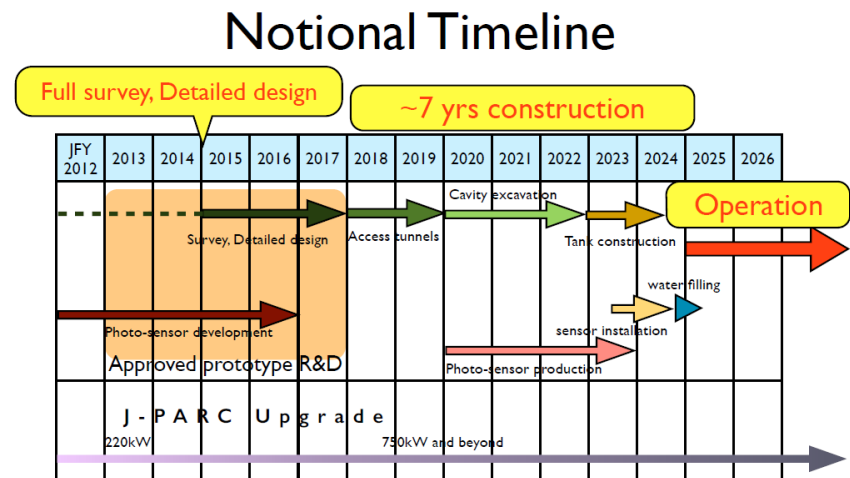 Notional Timeline
Full survey, Detailed design
~7 yrs construction
JFY 2012 2013 2014 2015 2016 2017 2018 2019 2020 2021 2022 2023 2024 2025 2026
Cavity excavation
Operation
Survey, Detailed design
Access tunnels
Tank construction
water filling
Photo-sensor development
sensor installation
Approved prototype R&D
Photo-sensor production
J-PARC Upgrade
220kW
750kW and beyond